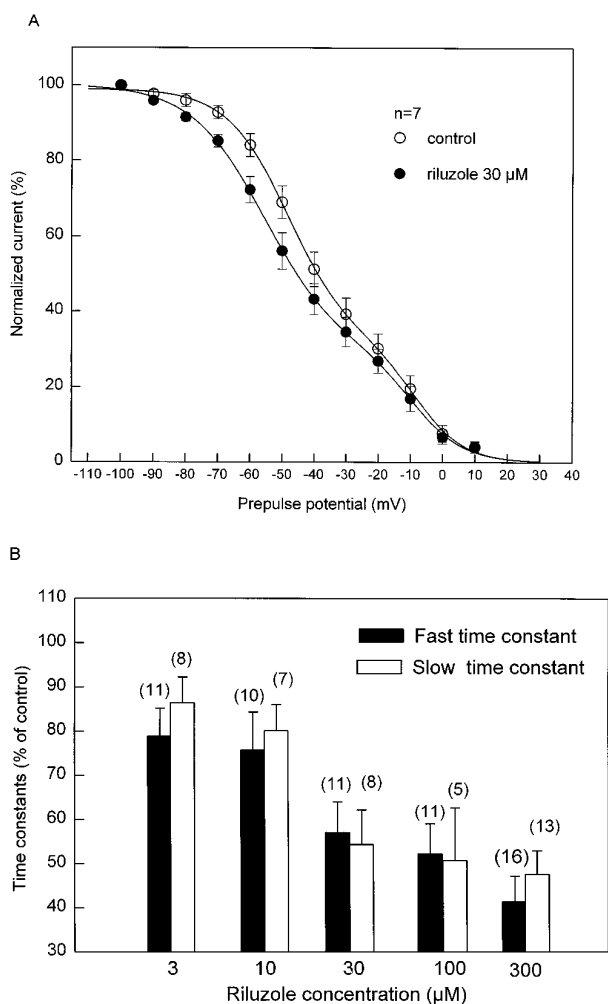 A
Normalized current (%)
100
80
60
40
20
0
n=7
control
riluzole 30 µM
-110 -100 -90 -80 -70 -60 -50 -40 -30 -20 -10 0 10 20 30 40
Prepulse potential (mV)
B
Time constants (% of control)
110
100
90
80
70
60
50
40
30
Fast time constant
Slow time constant
(11) (8) (10) (7) (11) (8) (11) (5) (16) (13)
3 10 30 100 300
Riluzole concentration (µM)